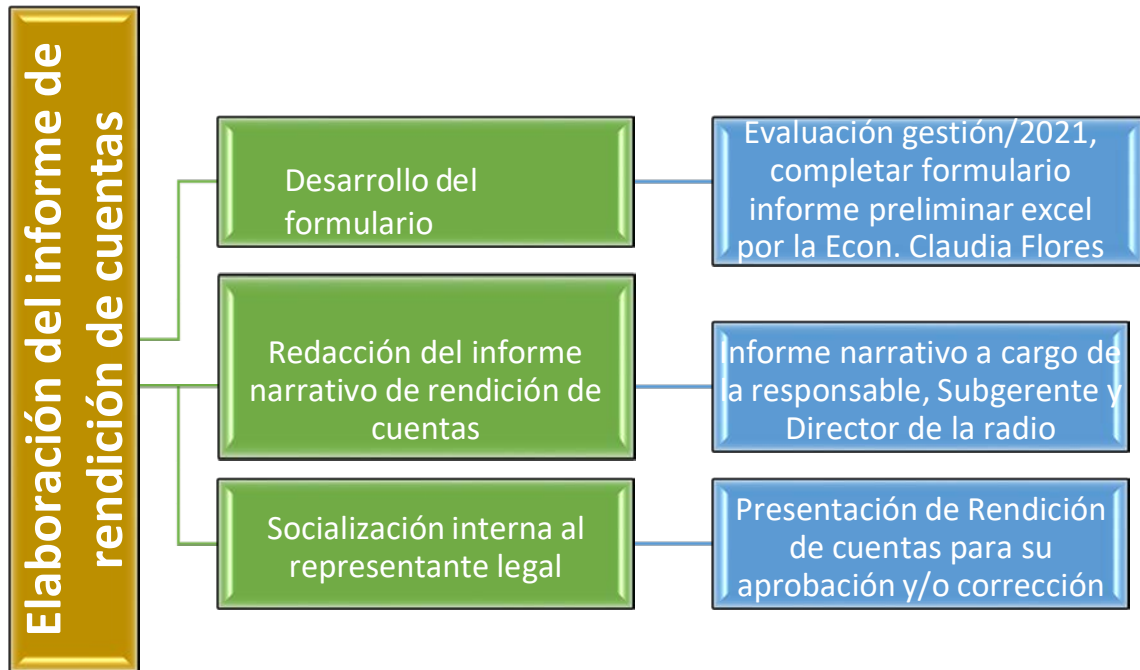 Elaboración del informe de
rendición de cuentas
Desarrollo del
formulario
Evaluación gestión/2021,
completar formulario
informe preliminar excel
por la Econ. Claudia Flores
Redacción del informe
narrativo de rendición de
cuentas
Informe narrativo a cargo de
la responsable, Subgerente y
Director de la radio
Socialización interna al
representante legal
Presentación de Rendición
de cuentas para su
aprobación y/o corrección